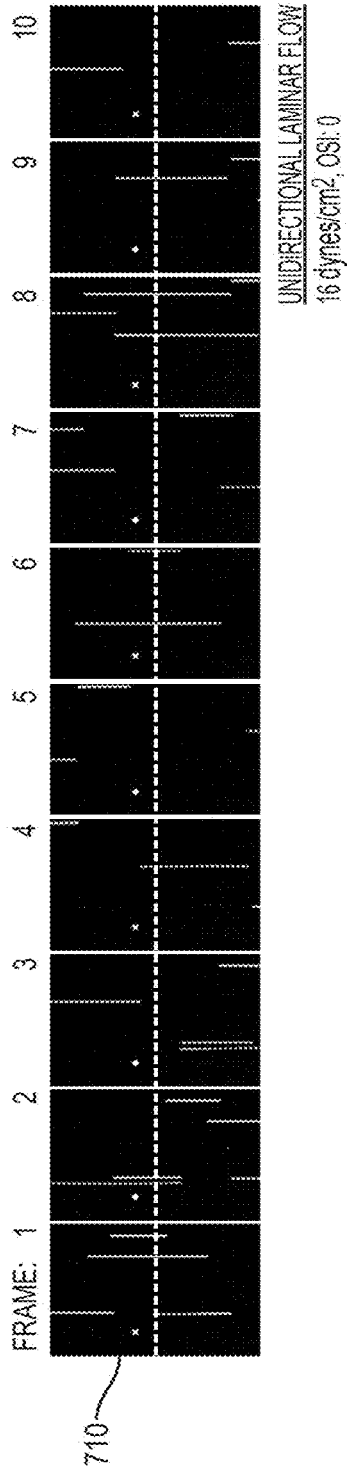 FRAME: 1 2 3 4 5 6 7 8 9 10
710
UNIDIRECTIONAL LAMINAR FLOW
16 dynes/cm², OSI: 0